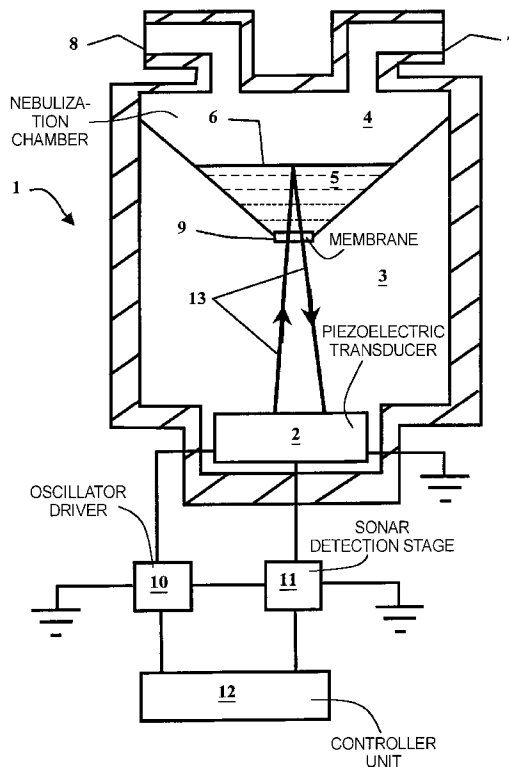 8
NEBULIZA-
TION
CHAMBER
6
4
1
5
9
MEMBRANE
3
13
PIEZOELECTRIC
TRANSDUCER
2
OSCILLATOR
DRIVER
SONAR
DETECTION STAGE
10
11
12
CONTROLLER
UNIT